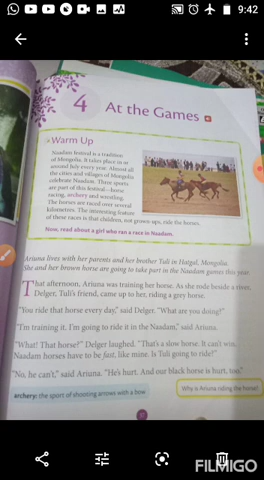 9:42
4 At the Games
Warm Up
Naadam festival is a tradition
of Mongolia. It takes place in or
around July every year. Almost all
the cities and villages of Mongolia
celebrate Naadam. Three sports
are part of this festival—horse
racing, archery and wrestling.
The horses are raced over several
kilometres. The interesting feature
of these races is that children, not grown-ups, ride the horses.
Now, read about a girl who ran a race in Naadam.
Ariuna lives with her parents and her brother Tuli in Hatgal, Mongolia.
She and her brown horse are going to take part in the Naadam games this year.
That afternoon, Ariuna was training her horse. As she rode beside a river,
Delger, Tuli's friend, came up to her, riding a grey horse.
"You ride that horse every day," said Delger. "What are you doing?"
"I'm training it. I'm going to ride it in the Naadam," said Ariuna.
"What! That horse?" Delger laughed. "That's a slow horse. It can't win.
Naadam horses have to be fast, like mine. Is Tuli going to ride?"
"No, he can't," said Ariuna. "He's hurt. And our black horse is hurt, too."
archery: the sport of shooting arrows with a bow
Why is Ariuna riding the horse?
FILMIGO